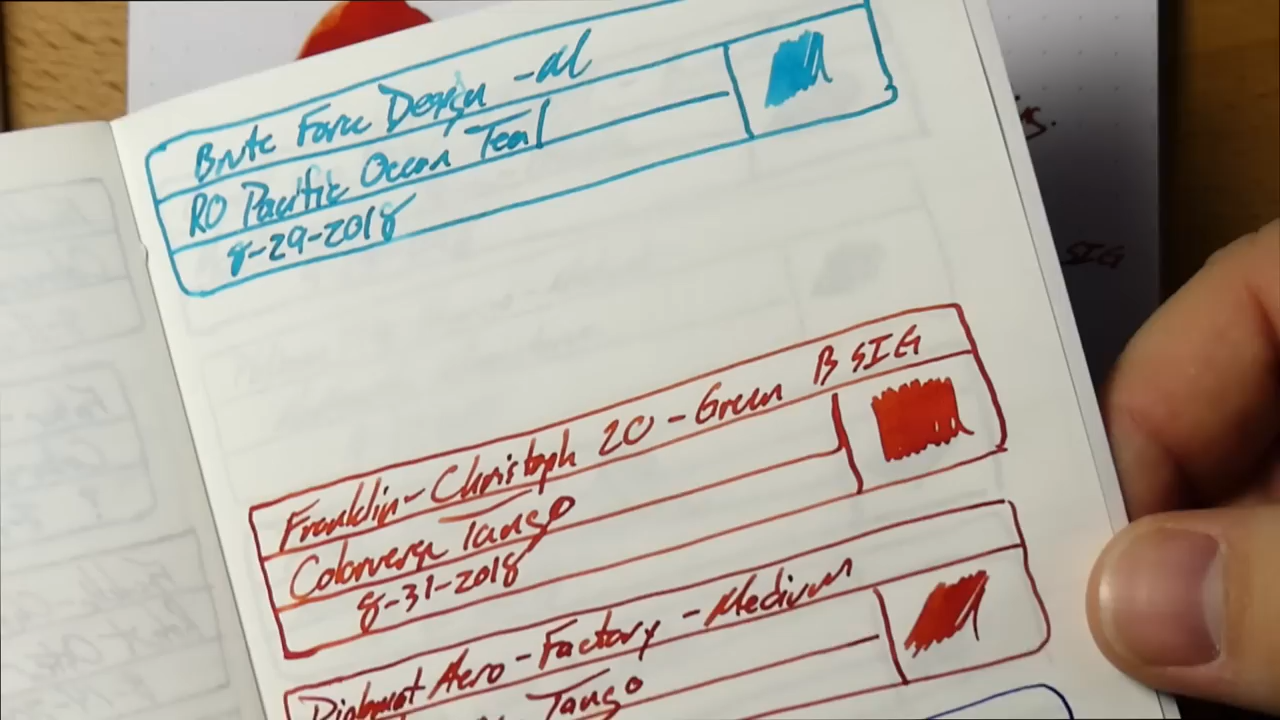 Brute Force Design -
RO Pacific Ocean Teal
8-29-2018
SIG
Franklin-Christoph 20 - Green B SIG
Colorverse Tango
8-31-2018
Diplomat Aero - Factory - Medium
Tango